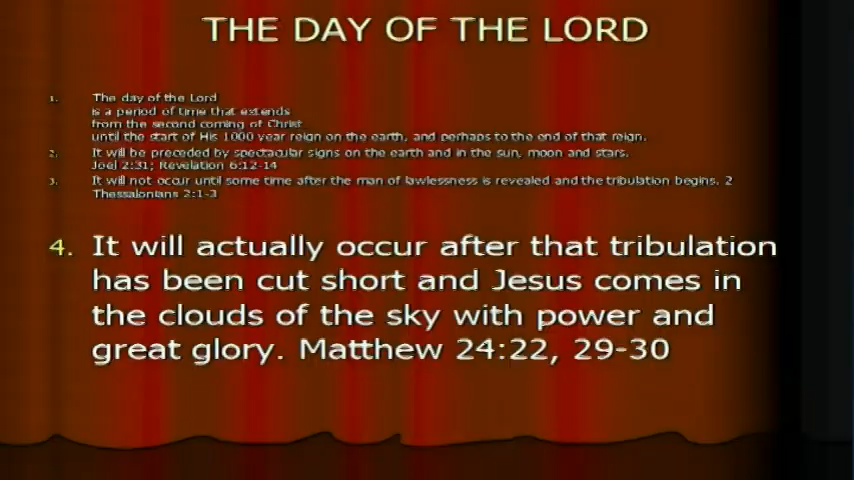 THE DAY OF THE LORD
1. The day of the Lord
is a period of time that extends
from the second coming of Christ
until the start of His 1000 year reign on the earth, and perhaps to the end of that reign.
2. It will be preceded by spectacular signs on the earth and in the sun, moon and stars.
Joel 2:31; Revelation 6:12-14
3. It will not occur until some time after the man of lawlessness is revealed and the tribulation begins. 2
Thessalonians 2:1-3
4. It will actually occur after that tribulation
has been cut short and Jesus comes in
the clouds of the sky with power and
great glory. Matthew 24:22, 29-30